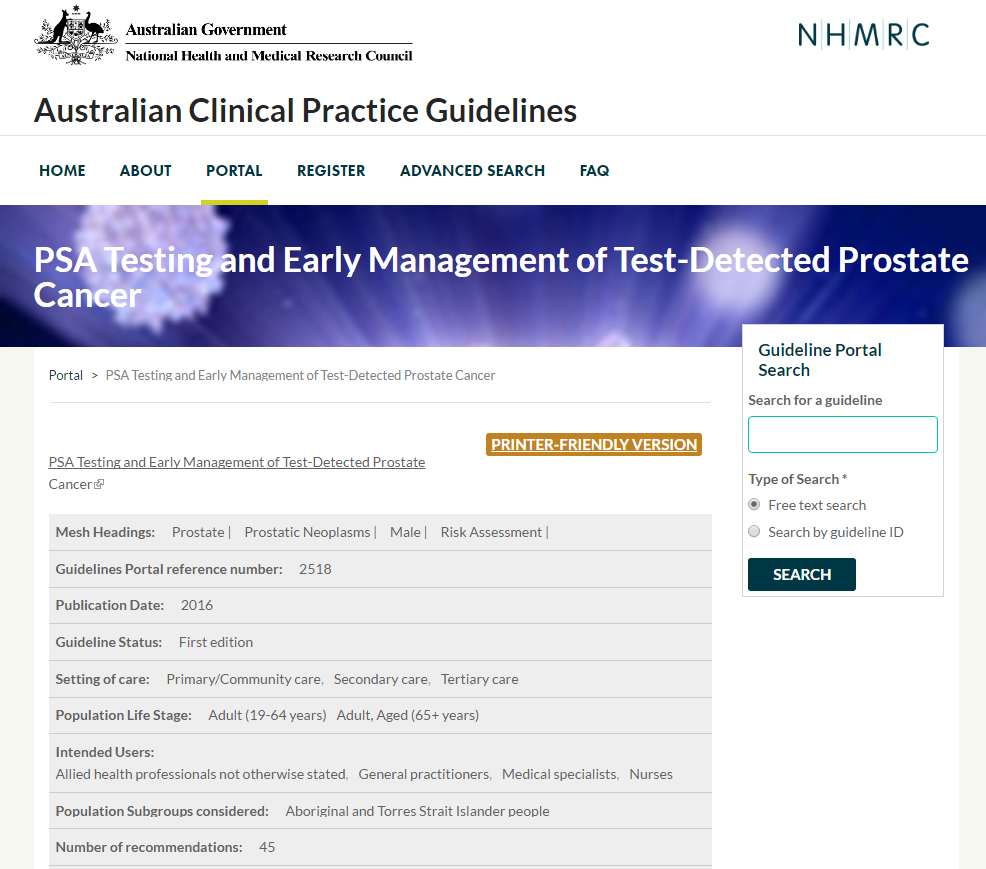 Australian Government
National Health and Medical Research Council
NHMRC
Australian Clinical Practice Guidelines
HOME ABOUT PORTAL REGISTER ADVANCED SEARCH FAQ
PSA Testing and Early Management of Test-Detected Prostate
Cancer
Portal > PSA Testing and Early Management of Test-Detected Prostate Cancer
PRINTER-FRIENDLY VERSION
PSA Testing and Early Management of Test-Detected Prostate
Cancer
Mesh Headings: Prostate | Prostatic Neoplasms | Male | Risk Assessment |
Guidelines Portal reference number: 2518
Publication Date: 2016
Guideline Status: First edition
Setting of care: Primary/Community care, Secondary care, Tertiary care
Population Life Stage: Adult (19-64 years) Adult, Aged (65+ years)
Intended Users:
Allied health professionals not otherwise stated, General practitioners, Medical specialists, Nurses
Population Subgroups considered: Aboriginal and Torres Strait Islander people
Number of recommendations: 45
Guideline Portal
Search
Search for a guideline
Type of Search *
Free text search
Search by guideline ID
SEARCH